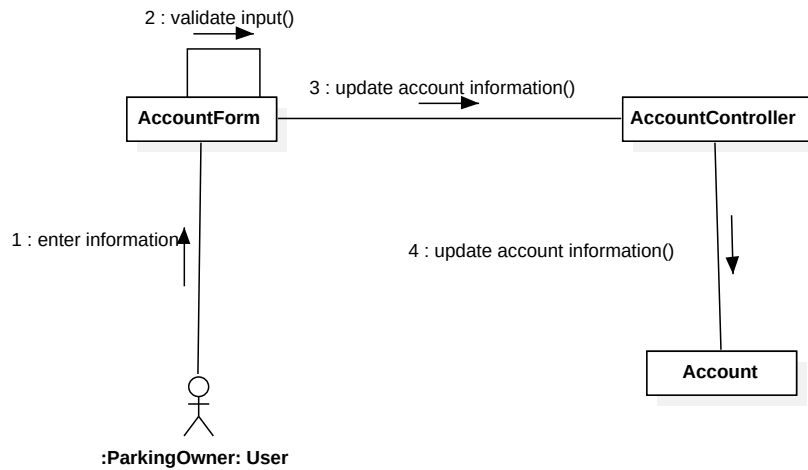 2 : validate input()
3 : update account information()
AccountForm
AccountController
1 : enter information
4 : update account information()
Account
:ParkingOwner: User